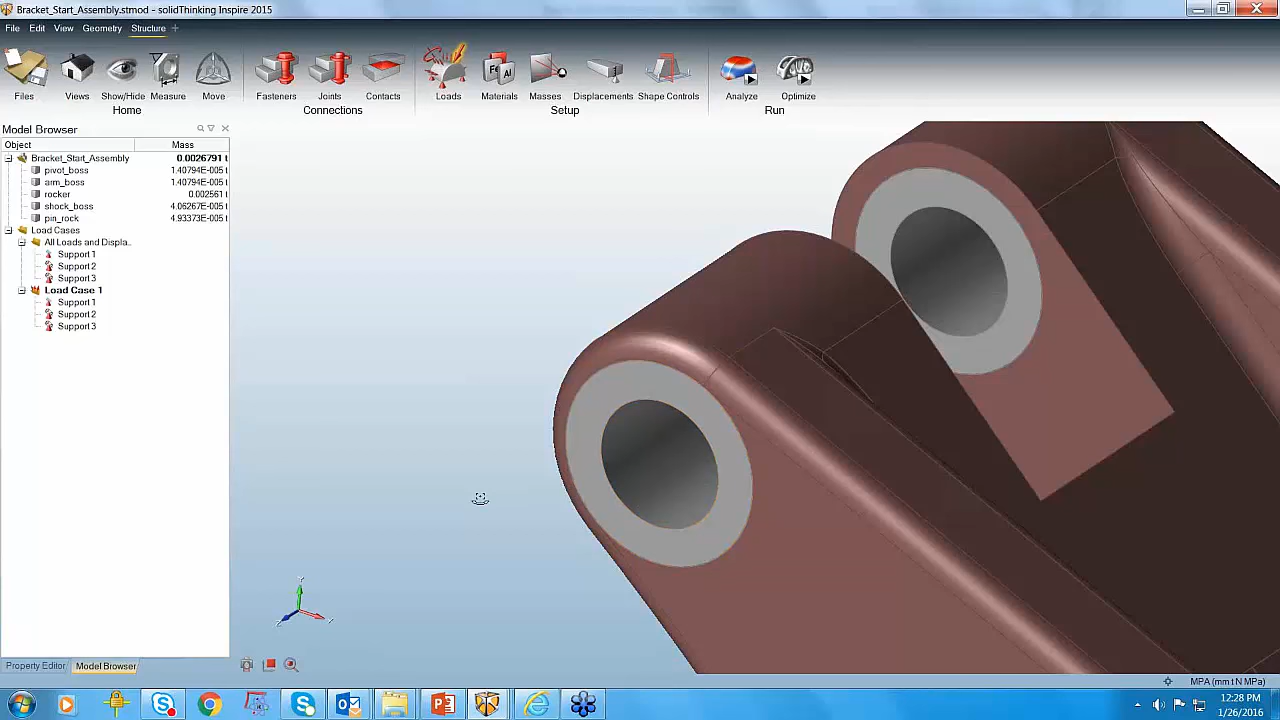 Bracket_Start_Assembly.stmod - solidThinking Inspire 2015
File Edit View Geometry Structure +
Files Views Show/Hide Measure Move Fasteners Joints Contacts Loads Materials Masses Displacements Shape Controls Analyze Optimize
Home Connections Setup Run
Model Browser
Object Mass
Bracket_Start_Assembly 0.0026791 t
pivot_boss 1.40794E-005 t
arm_boss 1.40794E-005 t
rocker 0.002561 t
shock_boss 4.06267E-005 t
pin_rock 4.93373E-005 t
Load Cases
All Loads and Displa..
Support 1
Support 2
Support 3
Load Case 1
Support 1
Support 2
Support 3
Property Editor Model Browser
MPA (mm t N MPa)
12:28 PM
1/26/2016